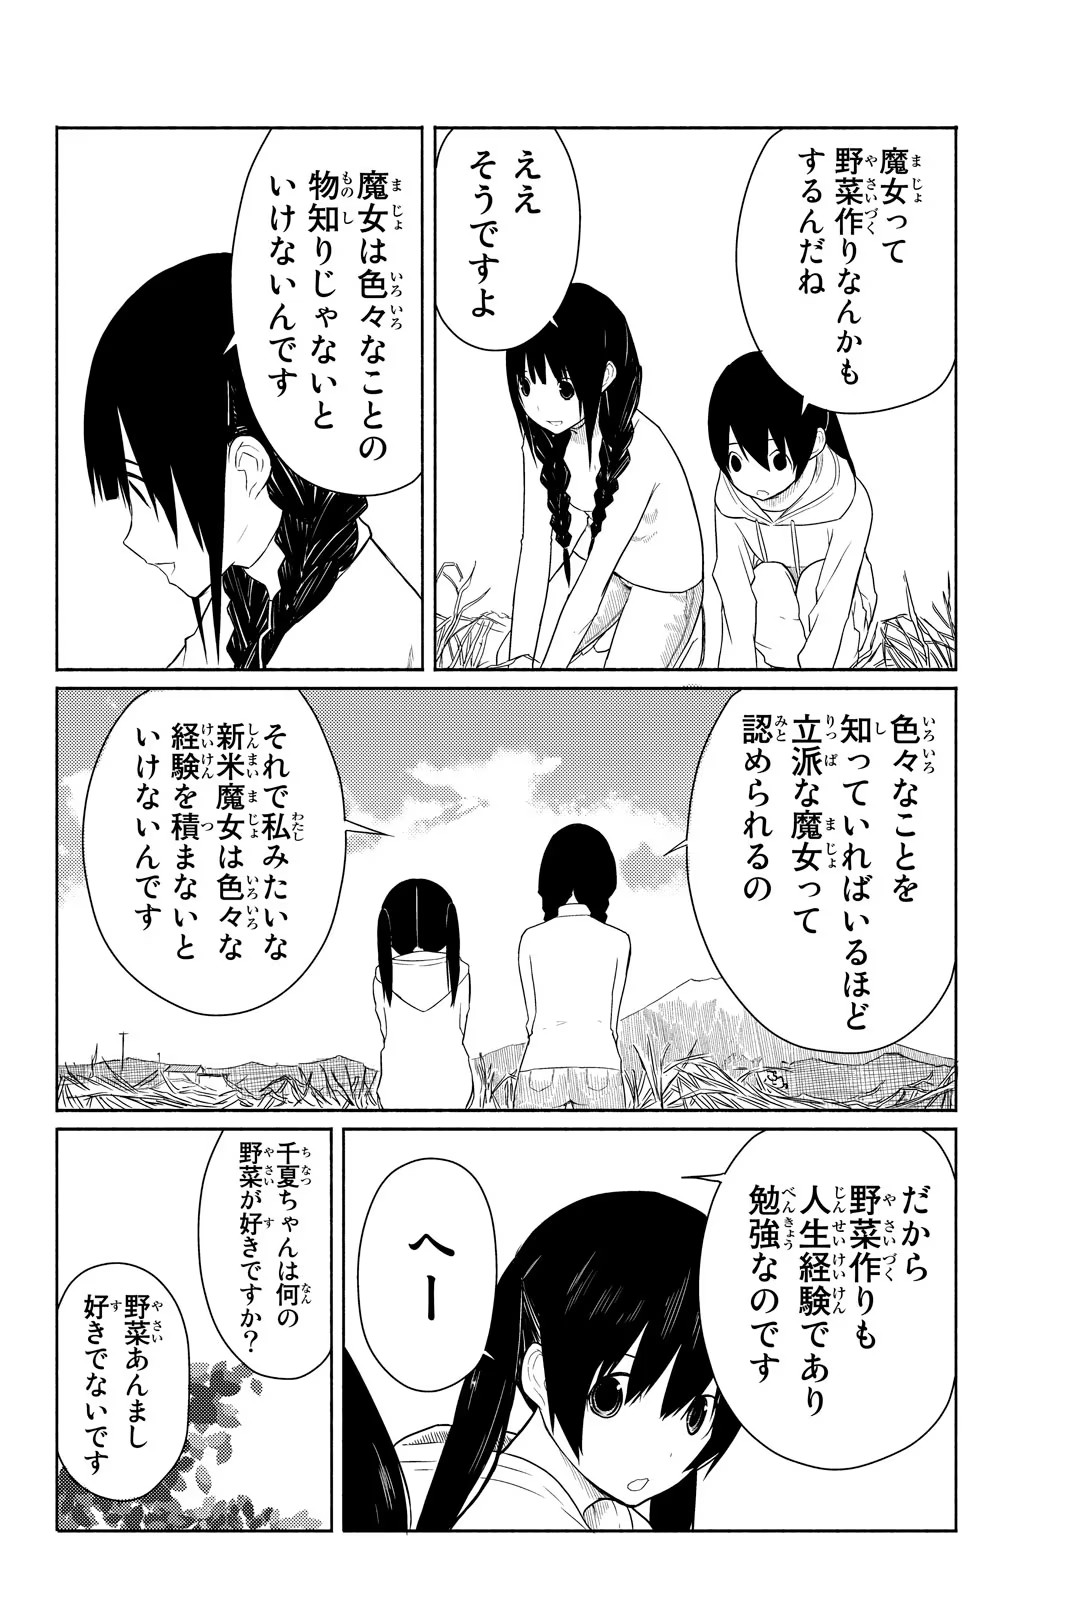 魔女って
野菜作りなんかも
するんだね
ええ
そうですよ
魔女は色々なことの
物知りじゃないと
いけないんです
色々なことを
知っていればいるほど
立派な魔女って
認められるの
それで私みたいな
新米魔女は色々な
経験を積まないと
いけないんです
だから
野菜作りも
人生経験であり
勉強なのです
へー
千夏ちゃんは何の
野菜が好きですか?
野菜あんまし
好きでないです